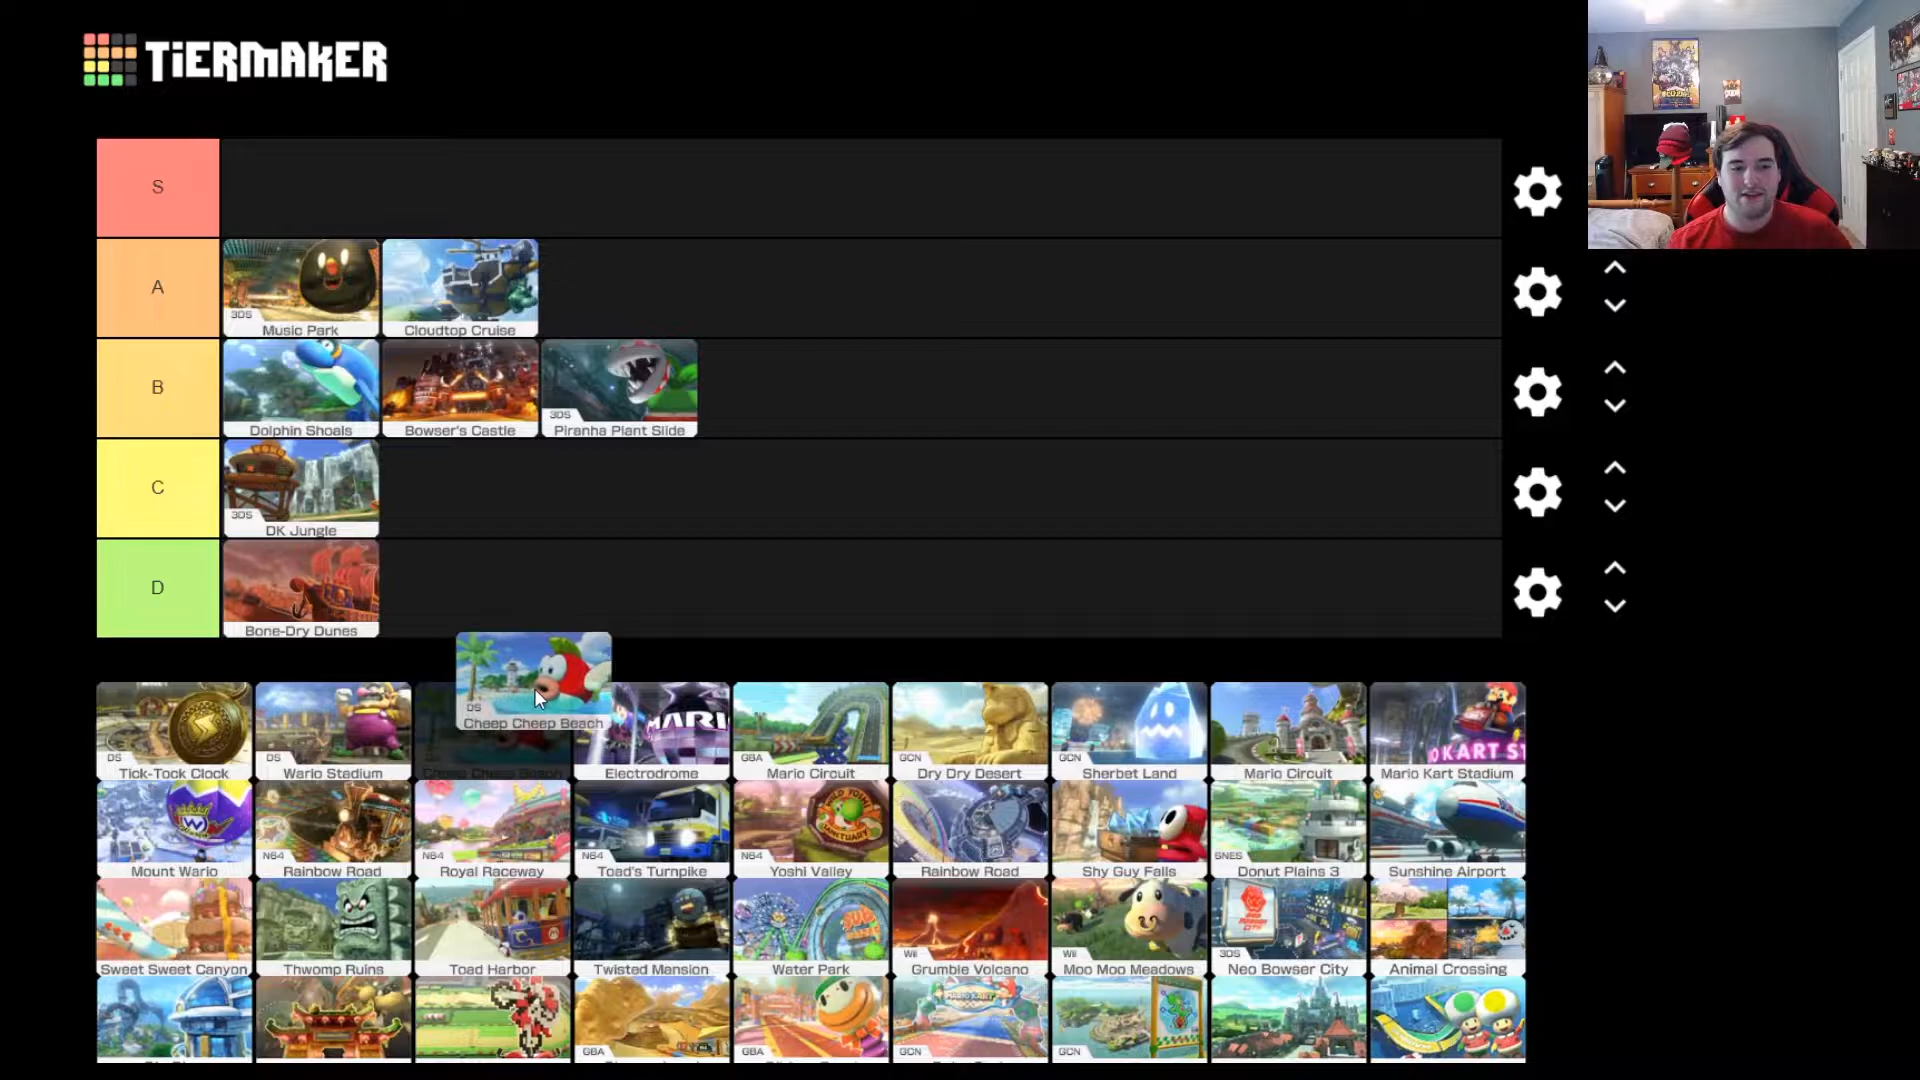 TiERMAKER
S
A
3DS
Music Park
Cloudtop Cruise
B
Dolphin Shoals
Bowser's Castle
3DS
Piranha Plant Slide
C
3DS
DK Jungle
D
Bone-Dry Dunes
DS
Cheep Cheep Beach
DS
Tick-Tock Clock
DS
Wario Stadium
Electrodrome
GBA
Mario Circuit
GCN
Dry Dry Desert
GCN
Sherbet Land
Mario Circuit
Mario Kart Stadium
Mount Wario
N64
Rainbow Road
N64
Royal Raceway
N64
Toad's Turnpike
N64
Yoshi Valley
Rainbow Road
Shy Guy Falls
SNES
Donut Plains 3
Sunshine Airport
Sweet Sweet Canyon
Thwomp Ruins
Toad Harbor
Twisted Mansion
Water Park
Wii
Grumble Volcano
Wii
Moo Moo Meadows
3DS
Neo Bowser City
Animal Crossing
GBA
GBA
GCN
GCN